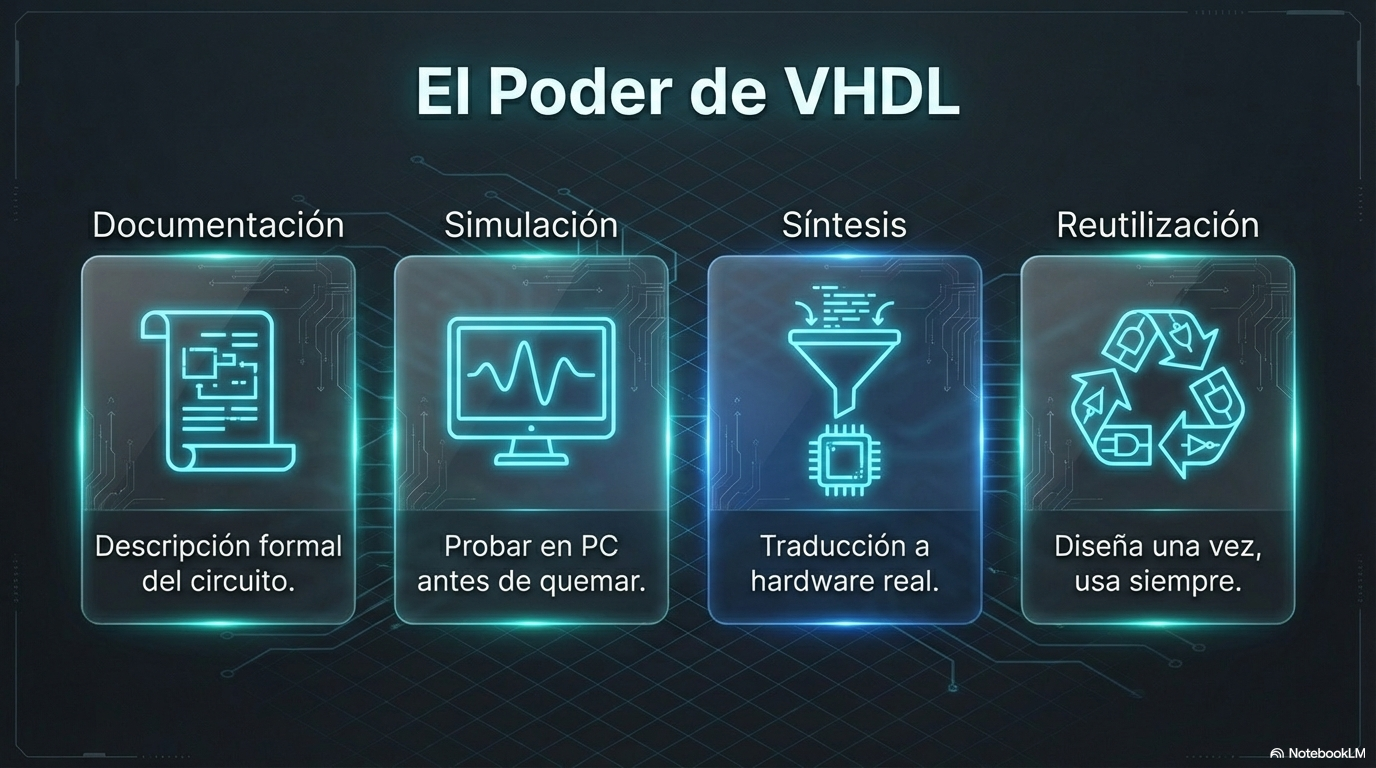 El Poder de VHDL
Documentación
Simulación
Síntesis
Reutilización
Descripción formal
del circuito.
Probar en PC
antes de quemar.
Traducción a
hardware real.
Diseña una vez,
usa siempre.
NotebookLM